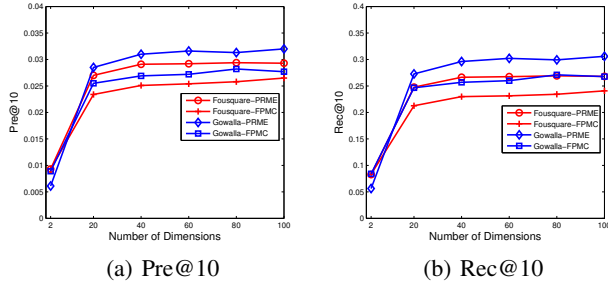 0.04
0.035
0.03
0.025
0.02
0.015
0.01
0.005
0
Pre@10
2 20 40 60 80 100
Number of Dimensions
Fousquare-PRME
Fousquare-FPMC
Gowalla-PRME
Gowalla-FPMC
(a) Pre@10
0.35
0.3
0.25
0.2
0.15
0.1
0.05
0
Rec@10
2 20 40 60 80 100
Number of Dimensions
Fousquare-PRME
Fousquare-FPMC
Gowalla-PRME
Gowalla-FPMC
(b) Rec@10